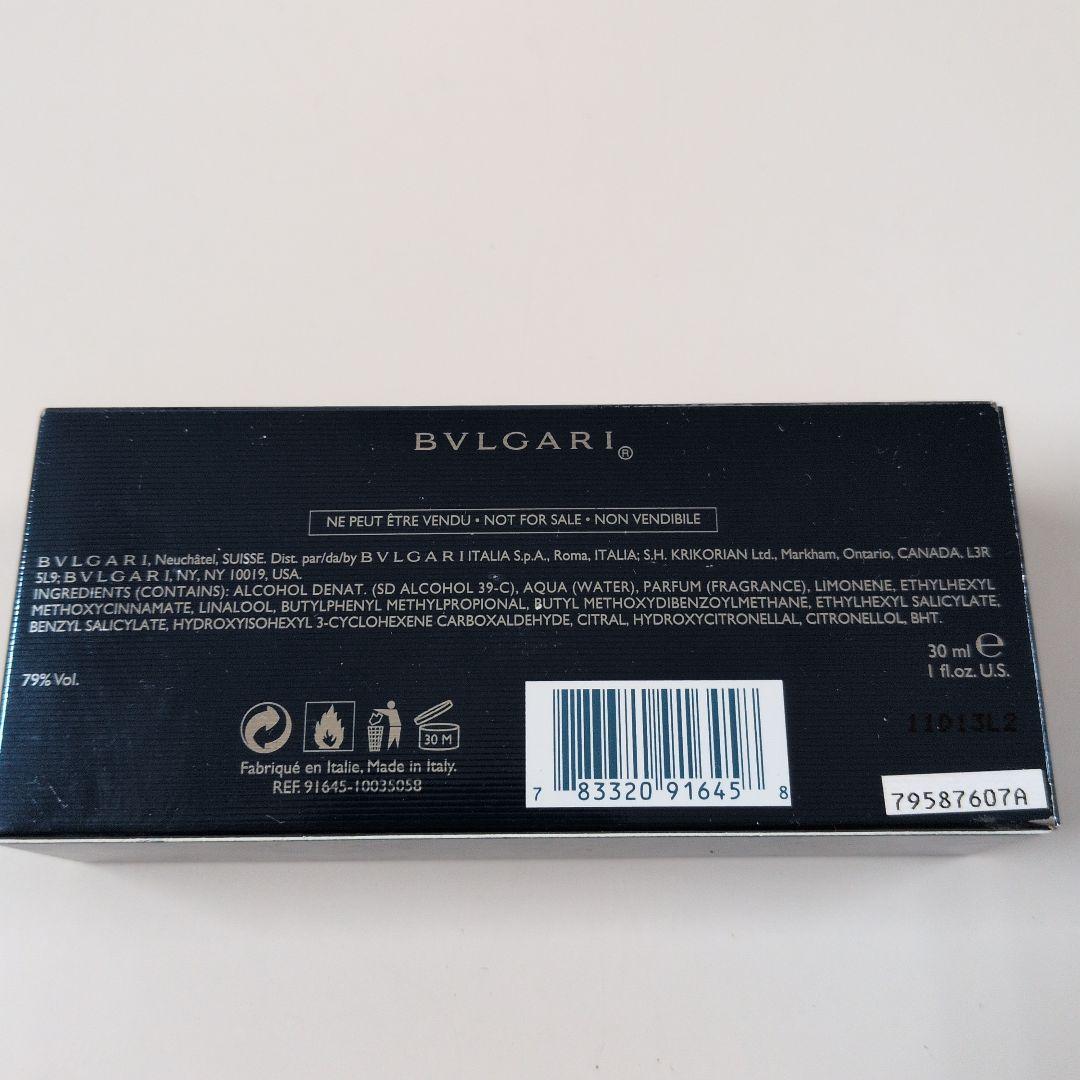 BVLGARI®
NE PEUT ÊTRE VENDU • NOT FOR SALE • NON VENDIBILE
BVLGARI, Neuchâtel, SUISSE. Dist. par/da/by BVLGARI ITALIA S.p.A., Roma, ITALIA; S.H. KRIKORIAN Ltd., Markham, Ontario, CANADA, L3R
5L9; BVLGARI, NY, NY 10019, USA.
INGREDIENTS (CONTAINS): ALCOHOL DENAT. (SD ALCOHOL 39-C), AQUA (WATER), PARFUM (FRAGRANCE), LIMONENE, ETHYLHEXYL
METHOXYCINNAMATE, LINALOOL, BUTYLPHENYL METHYLPROPIONAL, BUTYL METHOXYDIBENZOYLMETHANE, ETHYLHEXYL SALICYLATE,
BENZYL SALICYLATE, HYDROXYISOHEXYL 3-CYCLOHEXENE CARBOXALDEHYDE, CITRAL, HYDROXYCITRONELLAL, CITRONELLOL, BHT.
30 ml e
1 fl.oz. U.S.
79% Vol.
30 M
11013L2
Fabriqué en Italie, Made in Italy.
REF. 91645-10035058
7 83320 91645 8
79587607A